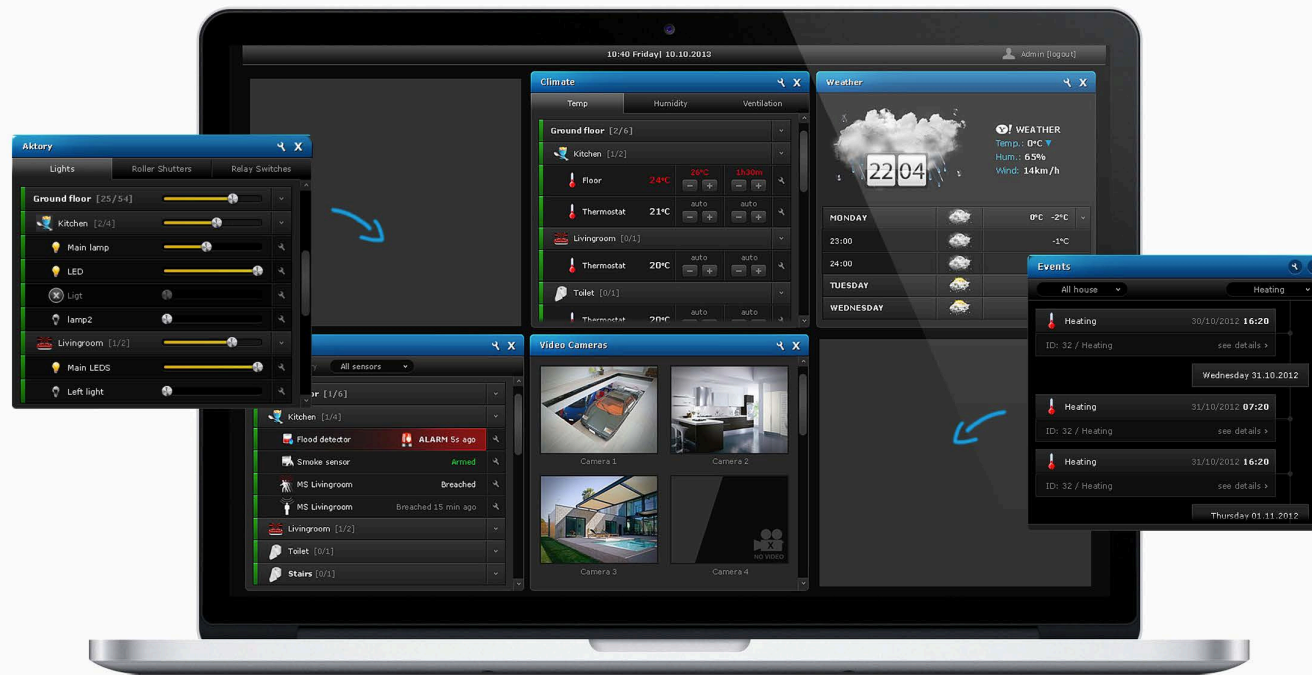 10:40 Friday| 10.10.2013
Admin [logout]
Aktory
Lights
Roller Shutters
Relay Switches
Ground floor [25/54]
Kitchen [2/4]
Main lamp
LED
Ligt
lamp2
Livingroom [1/2]
Main LEDS
Left light
Climate
Temp
Humidity
Ventilation
Ground floor [2/6]
Kitchen [1/2]
Floor 24°C 26°C 1h30m
Thermostat 21°C auto auto
Livingroom [0/1]
Thermostat 20°C auto auto
Toilet [0/1]
Thermostat 20°C auto auto
Weather
Y! WEATHER
Temp.: 0°C
Hum.: 65%
Wind: 14km/h
22 04
MONDAY 0°C -2°C
23:00 -1°C
24:00
TUESDAY
WEDNESDAY
All sensors
[1/6]
Kitchen [1/4]
Flood detector ALARM 5s ago
Smoke sensor Armed
MS Livingroom Breached
MS Livingroom Breached 15 min ago
Livingroom [1/2]
Toilet [0/1]
Stairs [0/1]
Video Cameras
Camera 1
Camera 2
NO VIDEO
Camera 3
Camera 4
Events
All house
Heating
Heating 30/10/2012 16:20
ID: 32 / Heating see details ›
Wednesday 31.10.2012
Heating 31/10/2012 07:20
ID: 32 / Heating see details ›
Heating 31/10/2012 16:20
ID: 32 / Heating see details ›
Thursday 01.11.2012